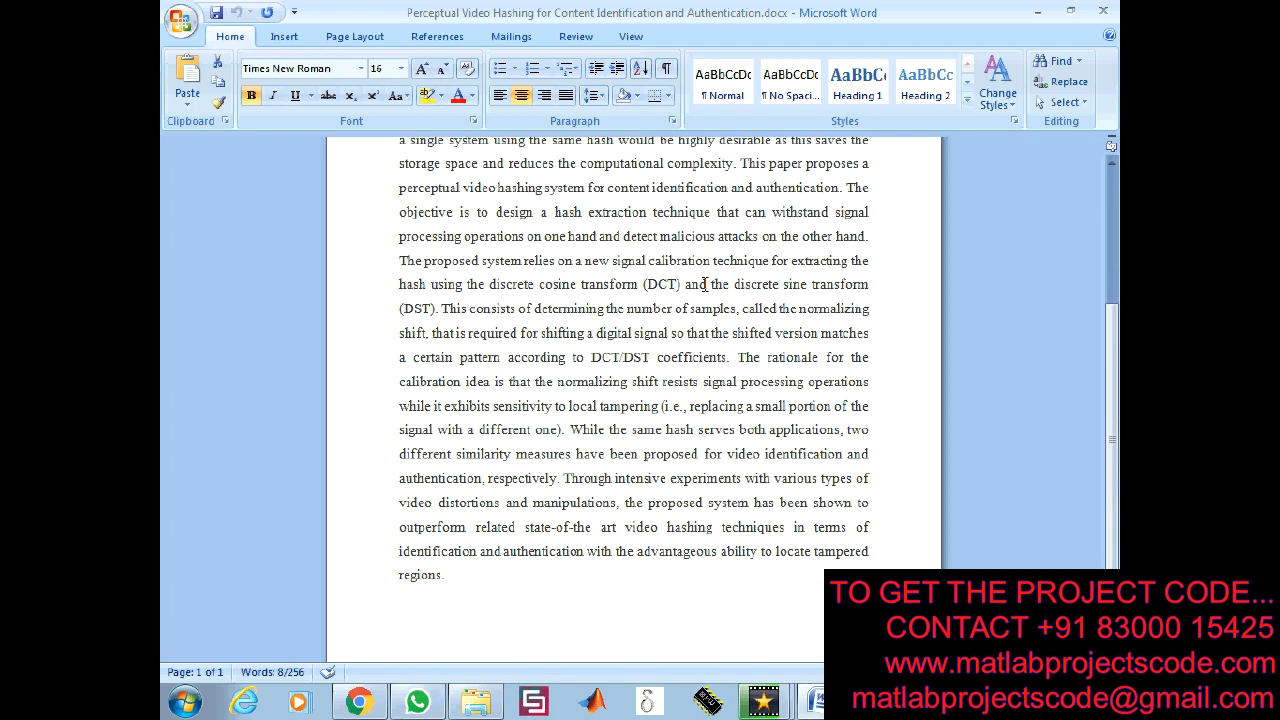 Perceptual Video Hashing for Content Identification and Authentication.docx - Microsoft Word
Home Insert Page Layout References Mailings Review View
Times New Roman 16
AaBbCcDc AaBbCcDc AaBbC AaBbCc
Paste
¶ Normal ¶ No Spaci... Heading 1 Heading 2
Change Styles
Find
Replace
Select
Clipboard Font Paragraph Styles Editing
a single system using the same hash would be highly desirable as this saves the
storage space and reduces the computational complexity. This paper proposes a
perceptual video hashing system for content identification and authentication. The
objective is to design a hash extraction technique that can withstand signal
processing operations on one hand and detect malicious attacks on the other hand.
The proposed system relies on a new signal calibration technique for extracting the
hash using the discrete cosine transform (DCT) and the discrete sine transform
(DST). This consists of determining the number of samples, called the normalizing
shift, that is required for shifting a digital signal so that the shifted version matches
a certain pattern according to DCT/DST coefficients. The rationale for the
calibration idea is that the normalizing shift resists signal processing operations
while it exhibits sensitivity to local tampering (i.e., replacing a small portion of the
signal with a different one). While the same hash serves both applications, two
different similarity measures have been proposed for video identification and
authentication, respectively. Through intensive experiments with various types of
video distortions and manipulations, the proposed system has been shown to
outperform related state-of-the art video hashing techniques in terms of
identification and authentication with the advantageous ability to locate tampered
regions.
TO GET THE PROJECT CODE...
CONTACT +91 83000 15425
www.matlabprojectscode.com
matlabprojectscode@gmail.com
Page: 1 of 1 Words: 8/256